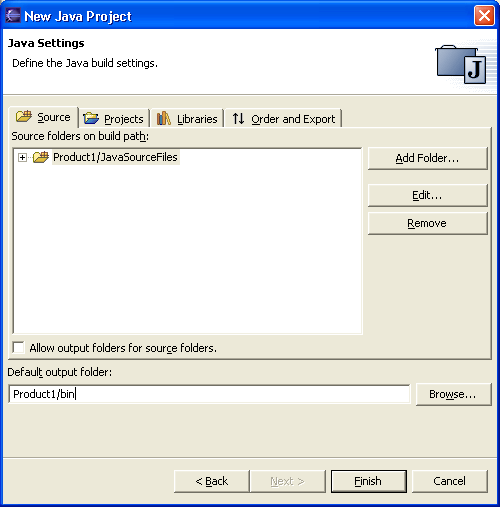 New Java Project
Java Settings
Define the Java build settings.
J
Source Projects Libraries Order and Export
Source folders on build path:
Product1/JavaSourceFiles
Add Folder...
Edit...
Remove
Allow output folders for source folders.
Default output folder:
Product1/bin
Browse...
< Back Next > Finish Cancel